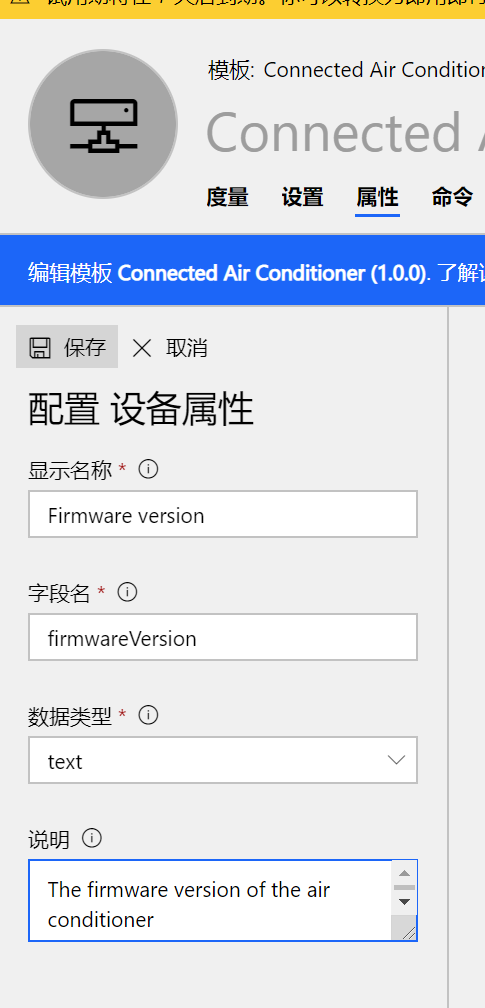 模板: Connected Air Condition
Connected
度量 设置 属性 命令
编辑模板 Connected Air Conditioner (1.0.0). 了解
保存 取消
配置 设备属性
显示名称 *
Firmware version
字段名 *
firmwareVersion
数据类型 *
text
说明
The firmware version of the air
conditioner